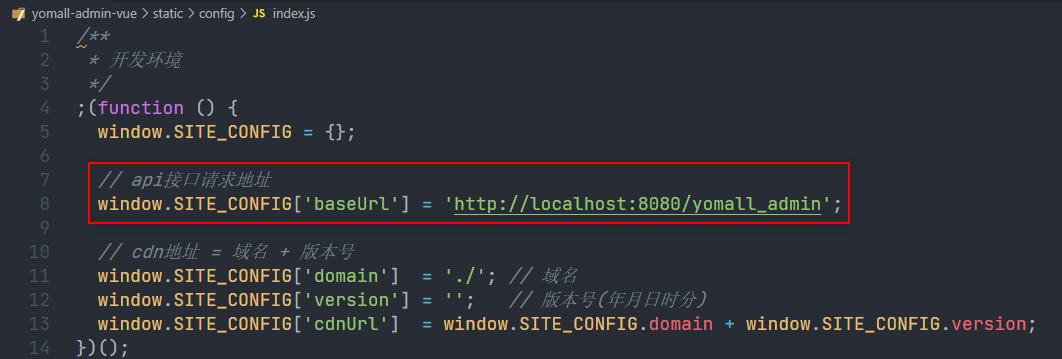 yomall-admin-vue > static > config > JS index.js
1 /**
2  * 开发环境
3  */
4 ;(function () {
5   window.SITE_CONFIG = {};
6
7   // api接口请求地址
8   window.SITE_CONFIG['baseUrl'] = 'http://localhost:8080/yomall_admin';
9
10   // cdn地址 = 域名 + 版本号
11   window.SITE_CONFIG['domain']  = './'; // 域名
12   window.SITE_CONFIG['version'] = '';   // 版本号(年月日时分)
13   window.SITE_CONFIG['cdnUrl']  = window.SITE_CONFIG.domain + window.SITE_CONFIG.version;
14 })();